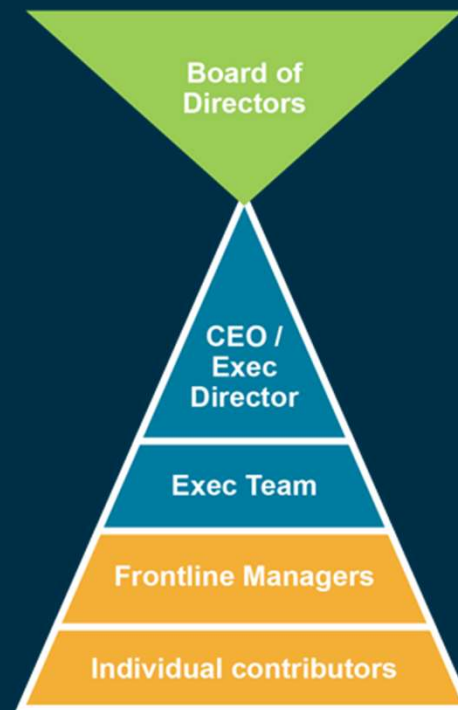 Board of
Directors
CEO /
Exec
Director
Exec Team
Frontline Managers
Individual contributors